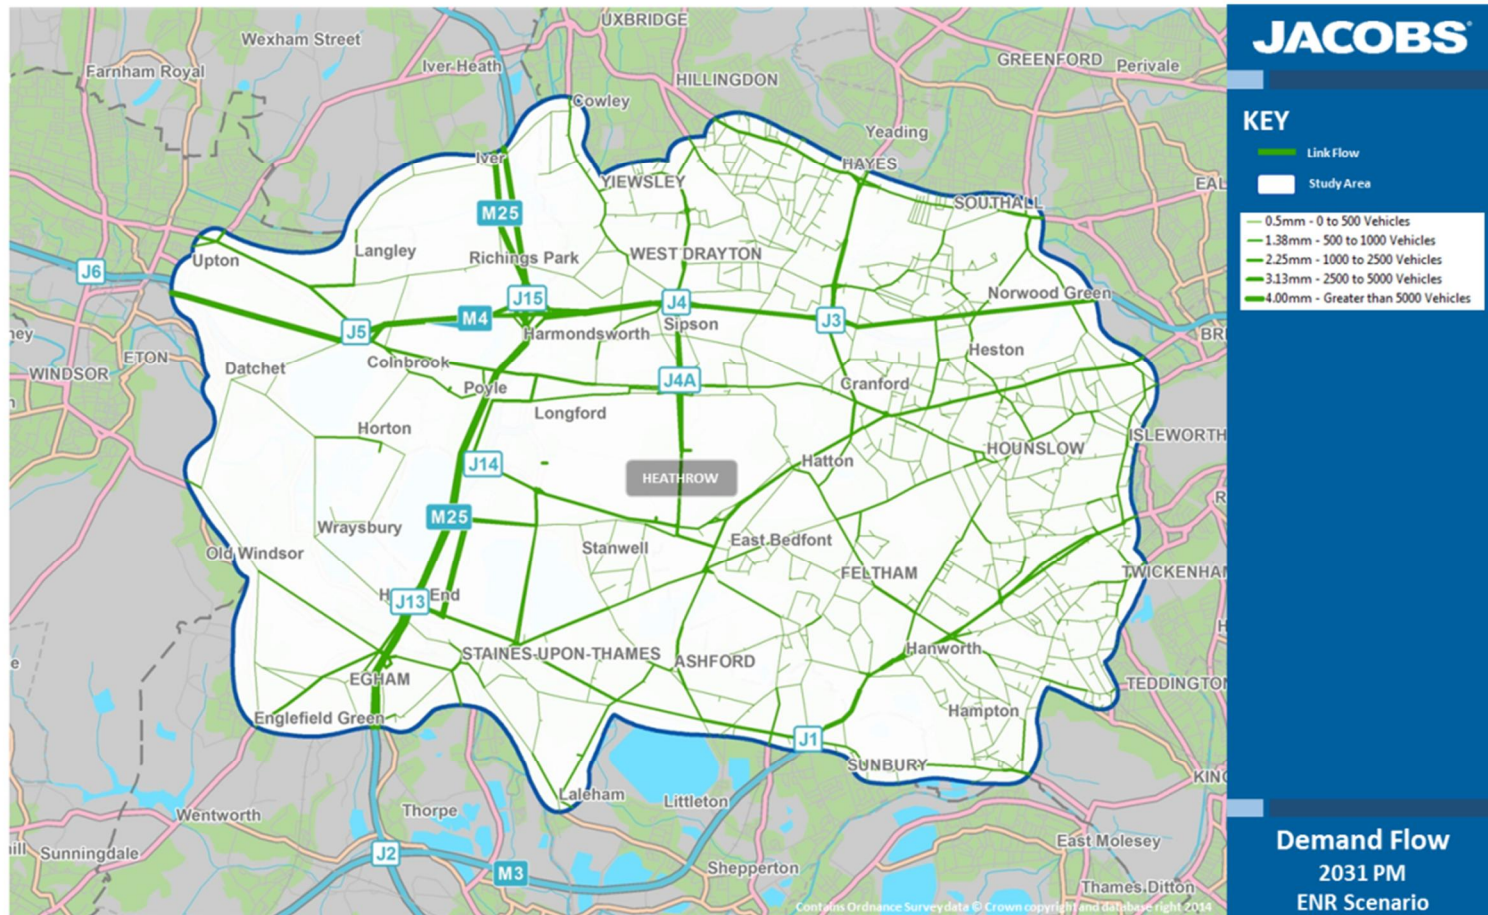 UXBRIDGE
Wexham Street
Iver Heath
Farnham Royal
HILLINGDON
GREENFORD
Perivale
Cowley
Yeading
Iver
HAYES
YIEWSLEY
SOUTHALL
M25
Langley
Richings Park
WEST DRAYTON
Upton
J6
J15
J4
Norwood Green
M4
J5
Sipson
J3
Harmondsworth
ETON
Datchet
Colnbrook
Heston
WINDSOR
Poyle
J4A
Cranford
Longford
Horton
HOUNSLOW
ISLEWORTH
J14
HEATHROW
Hatton
M25
Wraysbury
Old Windsor
Stanwell
East Bedfont
FELTHAM
J13
End
STAINES-UPON-THAMES
ASHFORD
Hanworth
EGHAM
Englefield Green
Hampton
J1
SUNBURY
Laleham
Littleton
Wentworth
Thorpe
Sunningdale
J2
M3
Shepperton
East Molesey
Thames Ditton
Contains Ordnance Survey data © Crown copyright and database right 2014
JACOBS
KEY
Link Flow
Study Area
0.5mm - 0 to 500 Vehicles
1.38mm - 500 to 1000 Vehicles
2.25mm - 1000 to 2500 Vehicles
3.13mm - 2500 to 5000 Vehicles
4.00mm - Greater than 5000 Vehicles
Demand Flow
2031 PM
ENR Scenario